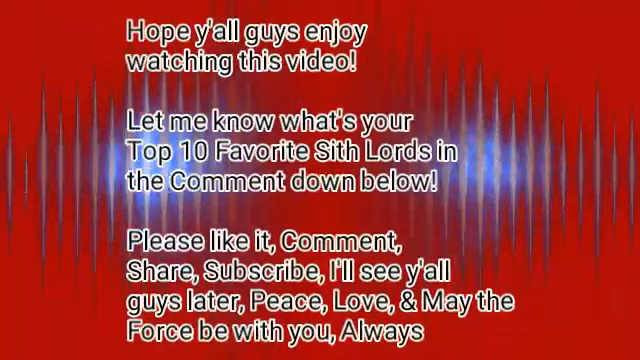 Hope y'all guys enjoy
watching this video!
Let me know what's your
Top 10 Favorite Sith Lords in
the Comment down below!
Please like it, Comment,
Share, Subscribe, I'll see y'all
guys later, Peace, Love, & May the
Force be with you, Always